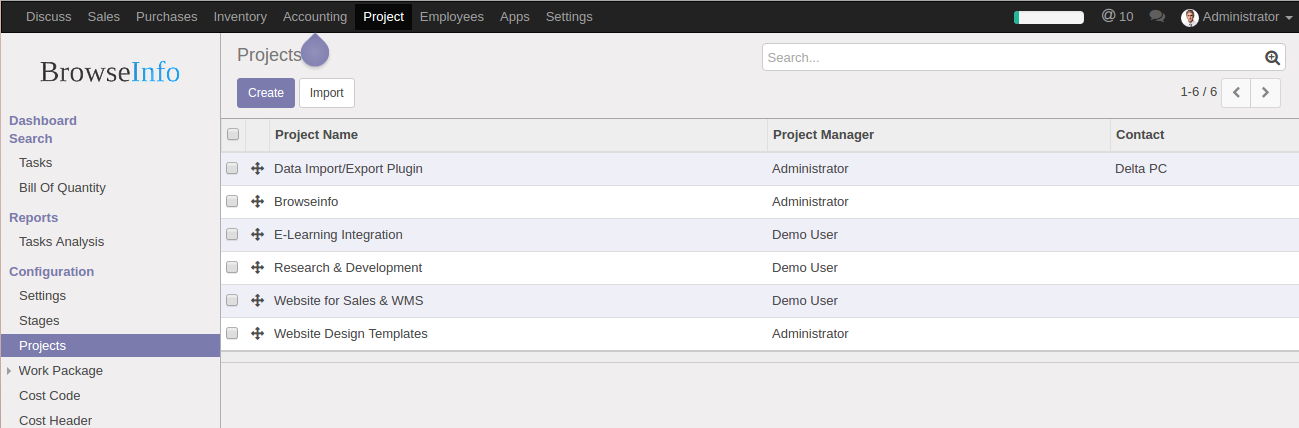 Discuss Sales Purchases Inventory Accounting Project Employees Apps Settings @ 10 Administrator
BrowseInfo
Dashboard
Search
Tasks
Bill Of Quantity
Reports
Tasks Analysis
Configuration
Settings
Stages
Projects
Work Package
Cost Code
Cost Header
Projects
Search...
Create Import
1-6 / 6
Project Name Project Manager Contact
Data Import/Export Plugin Administrator Delta PC
Browseinfo Administrator
E-Learning Integration Demo User
Research & Development Demo User
Website for Sales & WMS Demo User
Website Design Templates Administrator